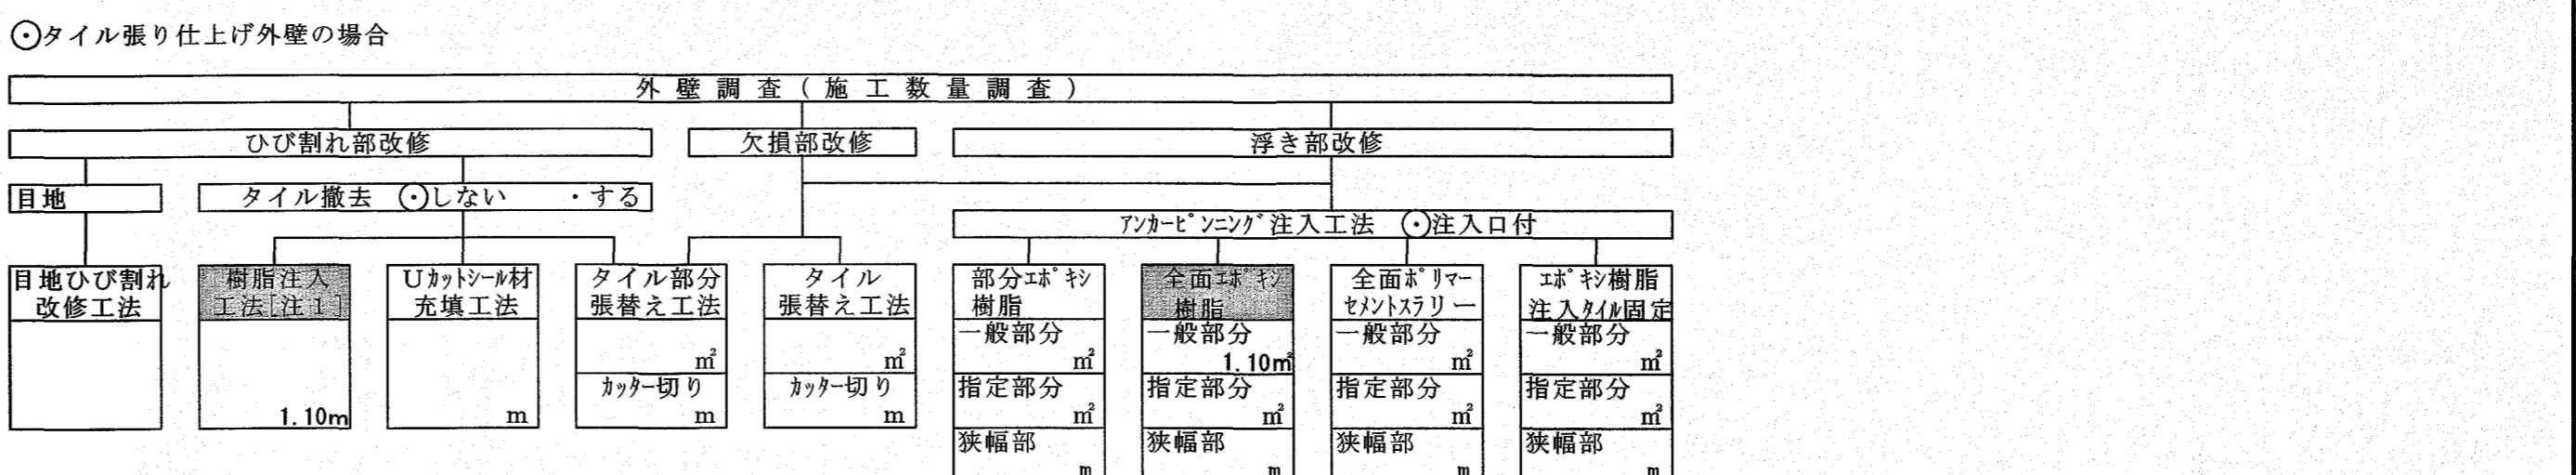 ⊙タイル張り仕上げ外壁の場合
外壁調査(施工数量調査)
ひび割れ部改修
欠損部改修
浮き部改修
目地
タイル撤去 ⊙しない ・する
アンカーピンニング注入工法 ⊙注入口付
目地ひび割れ
改修工法
樹脂注入
工法[注1]
1.10m
Uカットシール材
充填工法
m
タイル部分
張替え工法
㎡
カッター切り
m
タイル
張替え工法
㎡
カッター切り
m
部分エポキシ
樹脂
一般部分
㎡
指定部分
㎡
狭幅部
m
全面エポキシ
樹脂
一般部分
1.10㎡
指定部分
㎡
狭幅部
m
全面ポリマー
セメントスラリー
一般部分
㎡
指定部分
㎡
狭幅部
m
エポキシ樹脂
注入タイル固定
一般部分
㎡
指定部分
㎡
狭幅部
m